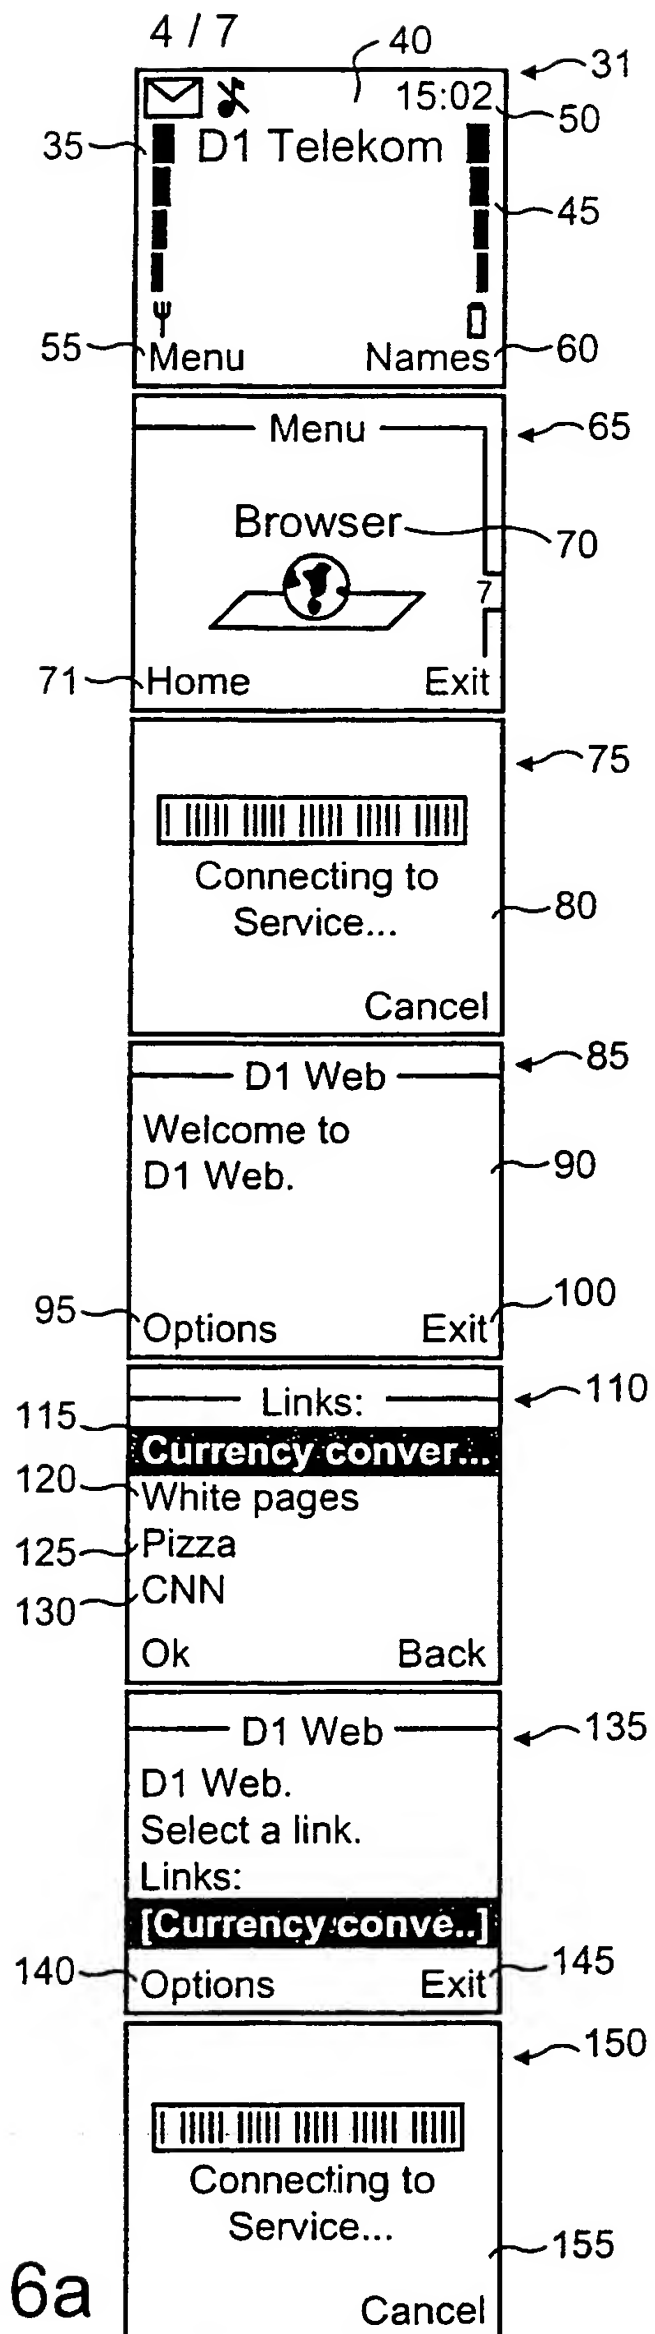 4 / 7
40
31
15:02
50
35
D1 Telekom
45
55
Menu
Names
60
Menu
65
Browser
70
7
71
Home
Exit
75
Connecting to
Service...
80
Cancel
D1 Web
85
Welcome to
D1 Web.
90
95
Options
Exit
100
Links:
110
115
Currency conver...
120
White pages
125
Pizza
130
CNN
Ok
Back
D1 Web
135
D1 Web.
Select a link.
Links:
[Currency conve..]
140
Options
Exit
145
150
Connecting to
Service...
155
6a
Cancel